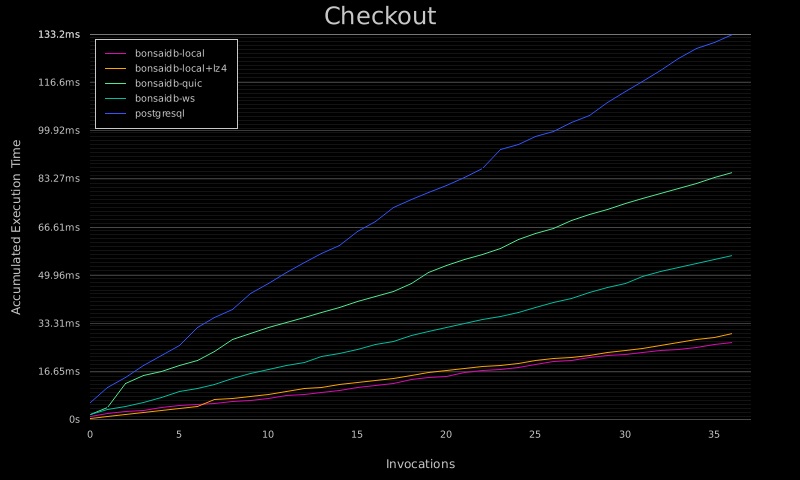 Checkout
133.2ms
116.6ms
99.92ms
83.27ms
66.61ms
49.96ms
33.31ms
16.65ms
0s
bonsaidb-local
bonsaidb-local+lz4
bonsaidb-quic
bonsaidb-ws
postgresql
Accumulated Execution Time
0 5 10 15 20 25 30 35
Invocations